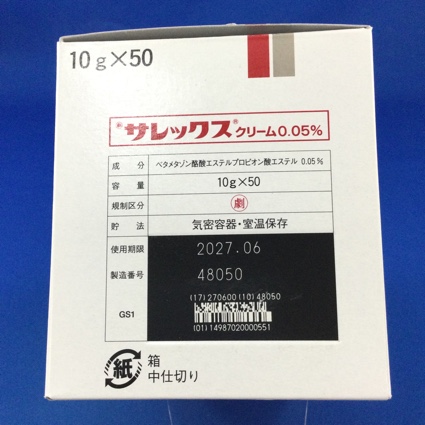 10g×50
サレックス®クリーム0.05%
成分 ベタメタゾン酪酸エステルプロピオン酸エステル 0.05%
容量 10g×50
規制区分 劇
貯法 気密容器・室温保存
使用期限 2027.06
製造番号 48050
(17)270600(10)48050
GS1
(01)14987020000551
紙 箱
中仕切り